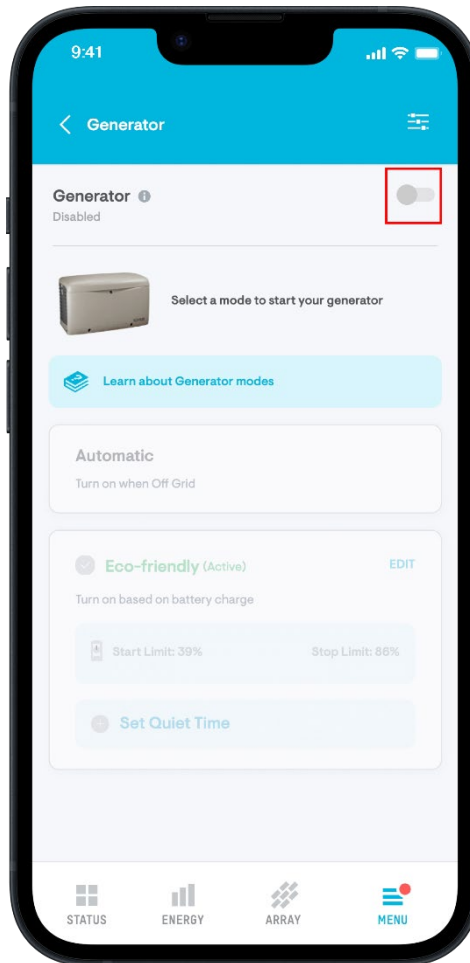 9:41
Generator
Generator
Disabled
Select a mode to start your generator
Learn about Generator modes
Automatic
Turn on when Off Grid
Eco-friendly (Active) EDIT
Turn on based on battery charge
Start Limit: 39% Stop Limit: 86%
Set Quiet Time
STATUS ENERGY ARRAY MENU